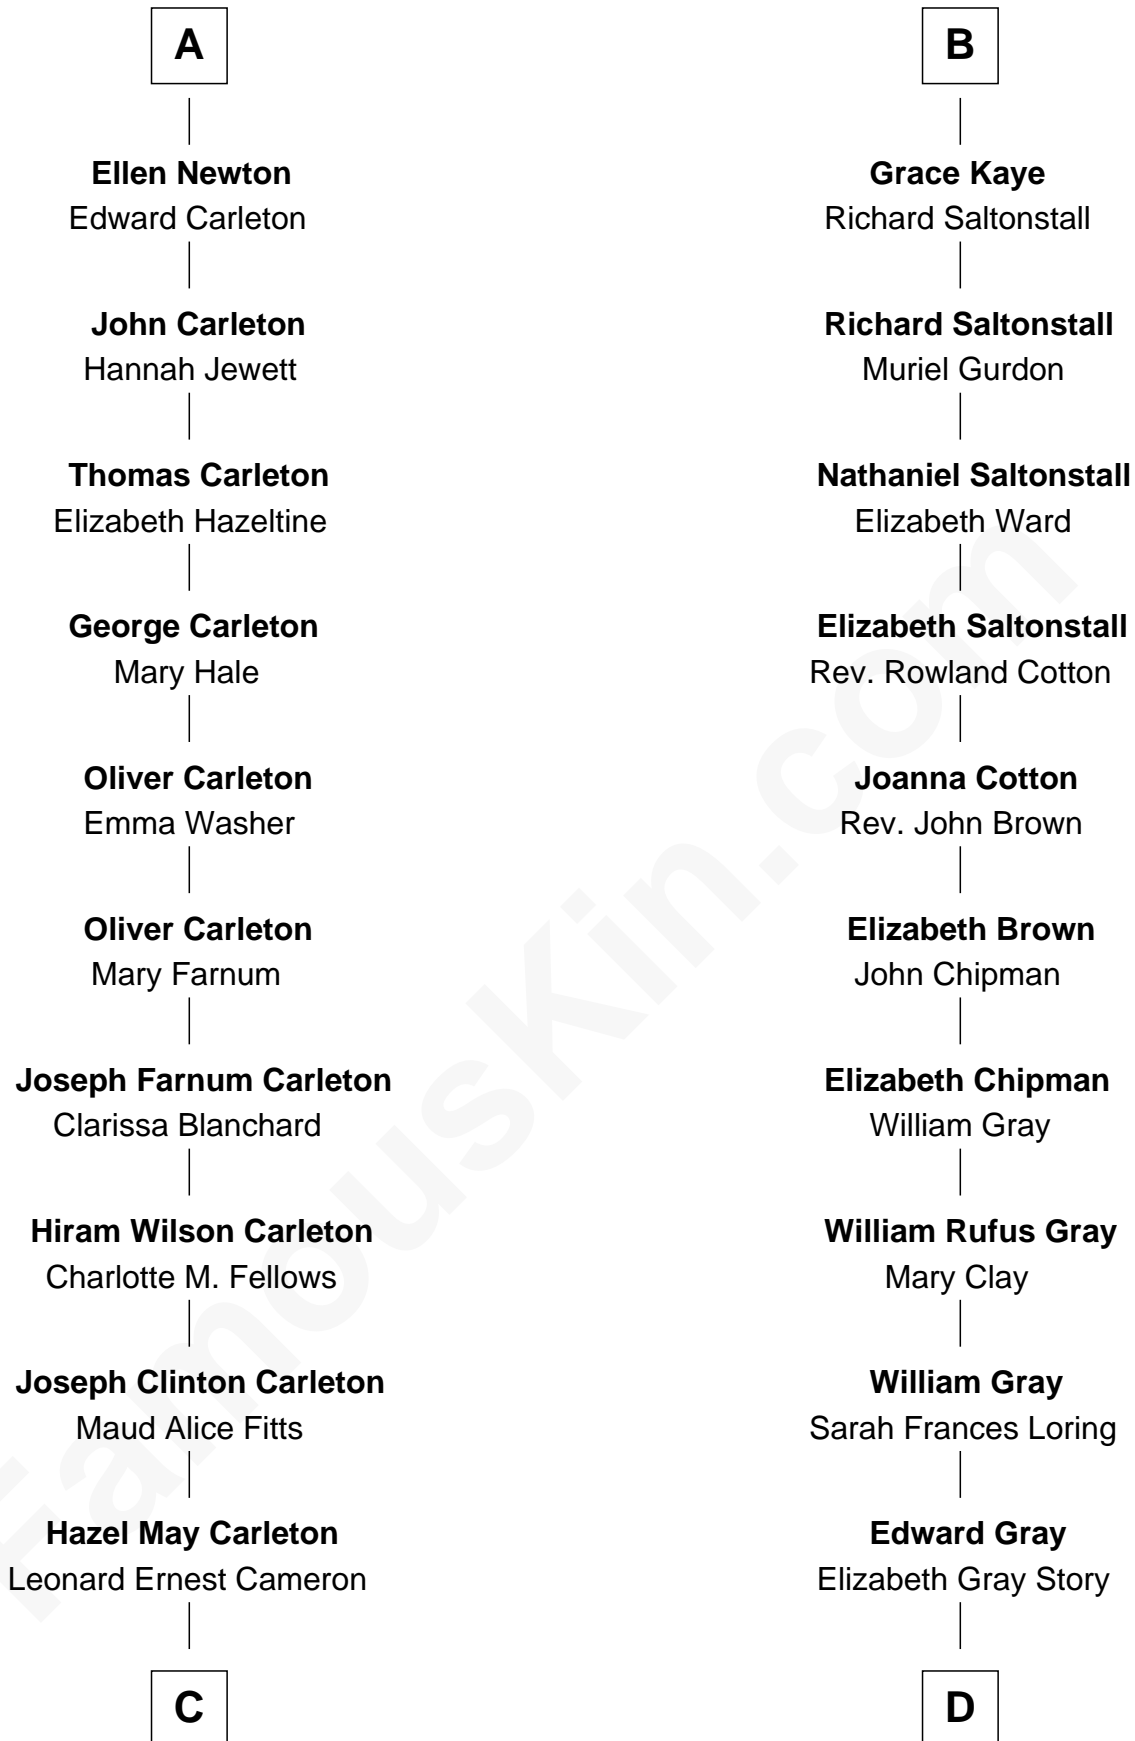 A
Ellen Newton
Edward Carleton
John Carleton
Hannah Jewett
Thomas Carleton
Elizabeth Hazeltine
George Carleton
Mary Hale
Oliver Carleton
Emma Washer
Oliver Carleton
Mary Farnum
Joseph Farnum Carleton
Clarissa Blanchard
Hiram Wilson Carleton
Charlotte M. Fellows
Joseph Clinton Carleton
Maud Alice Fitts
Hazel May Carleton
Leonard Ernest Cameron
C
B
Grace Kaye
Richard Saltonstall
Richard Saltonstall
Muriel Gurdon
Nathaniel Saltonstall
Elizabeth Ward
Elizabeth Saltonstall
Rev. Rowland Cotton
Joanna Cotton
Rev. John Brown
Elizabeth Brown
John Chipman
Elizabeth Chipman
William Gray
William Rufus Gray
Mary Clay
William Gray
Sarah Frances Loring
Edward Gray
Elizabeth Gray Story
D
FamousKin.com